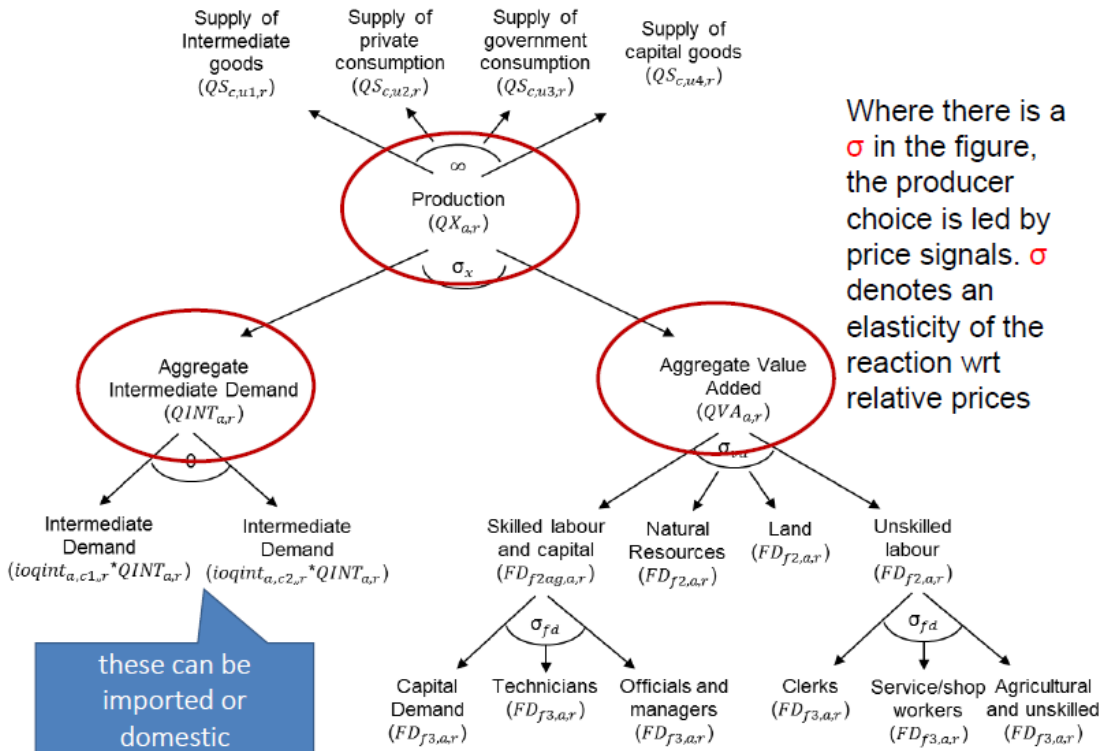 Supply of
Intermediate
goods
(QS_{c,u1,r})
Supply of
private
consumption
(QS_{c,u2,r})
Supply of
government
consumption
(QS_{c,u3,r})
Supply of
capital goods
(QS_{c,u4,r})
∞
Production
(QX_{a,r})
σ_x
Where there is a
σ in the figure,
the producer
choice is led by
price signals. σ
denotes an
elasticity of the
reaction wrt
relative prices
Aggregate
Intermediate Demand
(QINT_{a,r})
0
Aggregate Value
Added
(QVA_{a,r})
σ_{va}
Intermediate
Demand
(ioqint_{a,c1,,r}*QINT_{a,r})
Intermediate
Demand
(ioqint_{a,c2,,r}*QINT_{a,r})
Skilled labour
and capital
(FD_{f2ag,a,r})
Natural
Resources
(FD_{f2,a,r})
Land
(FD_{f2,a,r})
Unskilled
labour
(FD_{f2,a,r})
σ_{fd}
σ_{fd}
these can be
imported or
domestic
Capital
Demand
(FD_{f3,a,r})
Technicians
(FD_{f3,a,r})
Officials and
managers
(FD_{f3,a,r})
Clerks
(FD_{f3,a,r})
Service/shop
workers
(FD_{f3,a,r})
Agricultural
and unskilled
(FD_{f3,a,r})